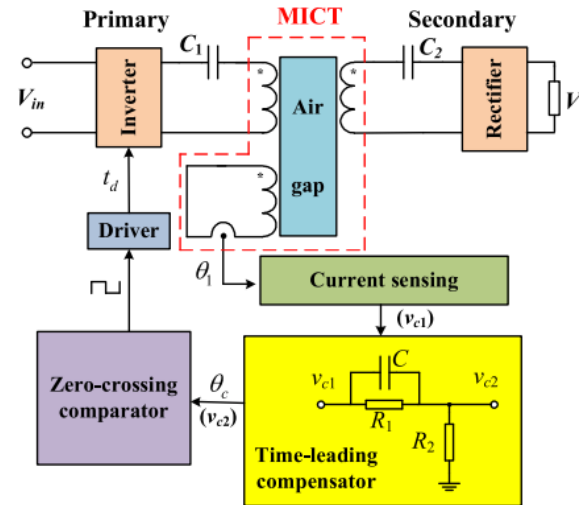 Primary
MICT
Secondary
C1
C2
Vin
Inverter
*
*
Air
gap
*
Rectifier
V
td
Driver
θ1
Current sensing
(vc1)
Zero-crossing
comparator
θc
(vc2)
vc1
C
vc2
R1
R2
Time-leading
compensator